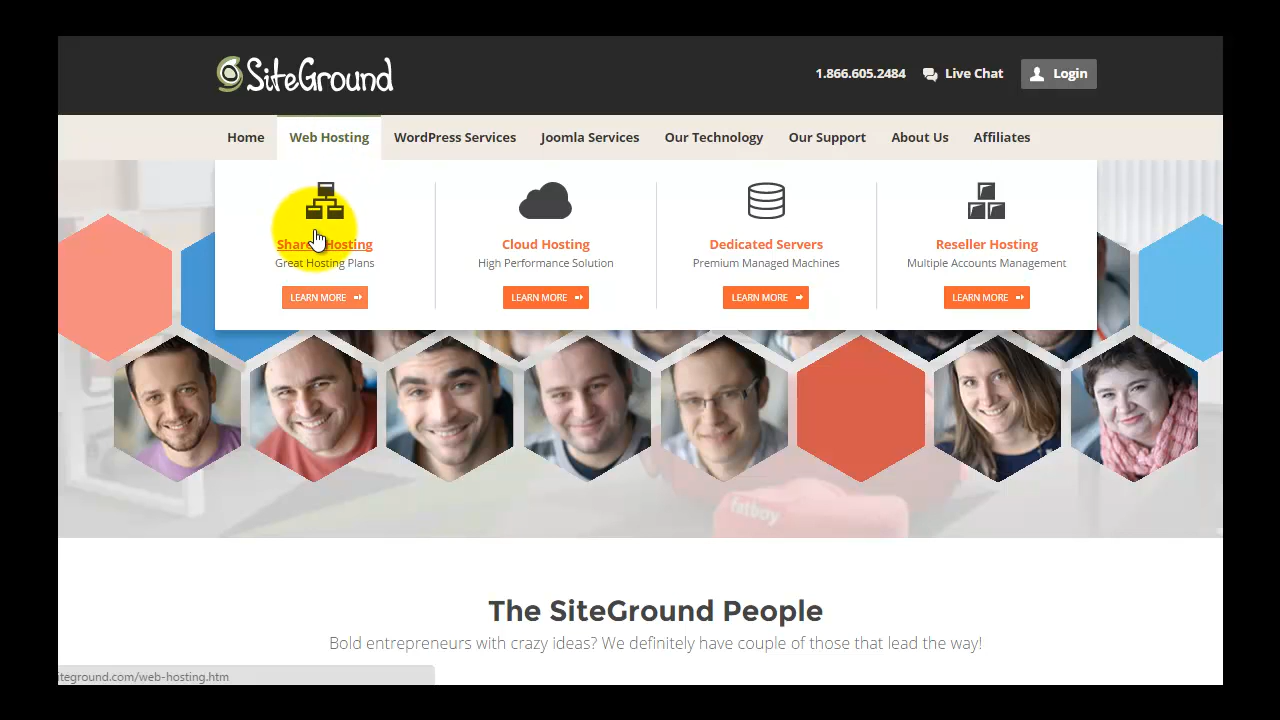 SiteGround
1.866.605.2484 Live Chat Login
Home Web Hosting WordPress Services Joomla Services Our Technology Our Support About Us Affiliates
Shared Hosting Cloud Hosting Dedicated Servers Reseller Hosting
Great Hosting Plans High Performance Solution Premium Managed Machines Multiple Accounts Management
LEARN MORE LEARN MORE LEARN MORE LEARN MORE
fatboy
The SiteGround People
Bold entrepreneurs with crazy ideas? We definitely have couple of those that lead the way!
iteground.com/web-hosting.htm